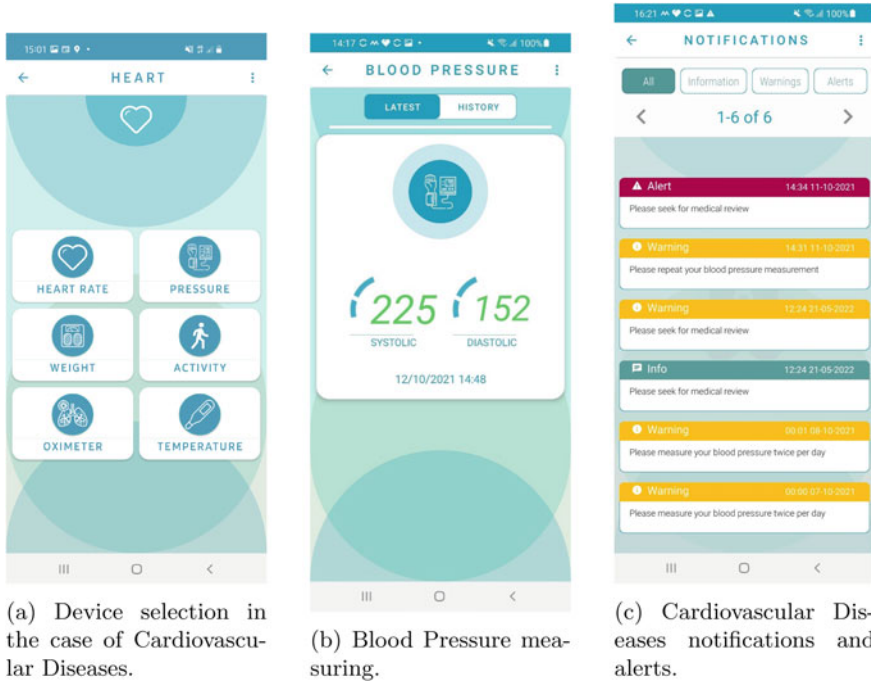 15:01
HEART
HEART RATE
PRESSURE
WEIGHT
ACTIVITY
OXIMETER
TEMPERATURE
(a) Device selection in
the case of Cardiovascu-
lar Diseases.
14:17 100%
BLOOD PRESSURE
LATEST HISTORY
225 152
SYSTOLIC DIASTOLIC
12/10/2021 14:48
(b) Blood Pressure mea-
suring.
16:21 100%
NOTIFICATIONS
All Information Warnings Alerts
1-6 of 6
Alert 14:34 11-10-2021
Please seek for medical review
Warning 14:31 11-10-2021
Please repeat your blood pressure measurement
Warning 12:24 21-05-2022
Please seek for medical review
Info 12:24 21-05-2022
Please seek for medical review
Warning 00:01 08-10-2021
Please measure your blood pressure twice per day
Warning 00:00 07-10-2021
Please measure your blood pressure twice per day
(c) Cardiovascular Dis-
eases notifications and
alerts.